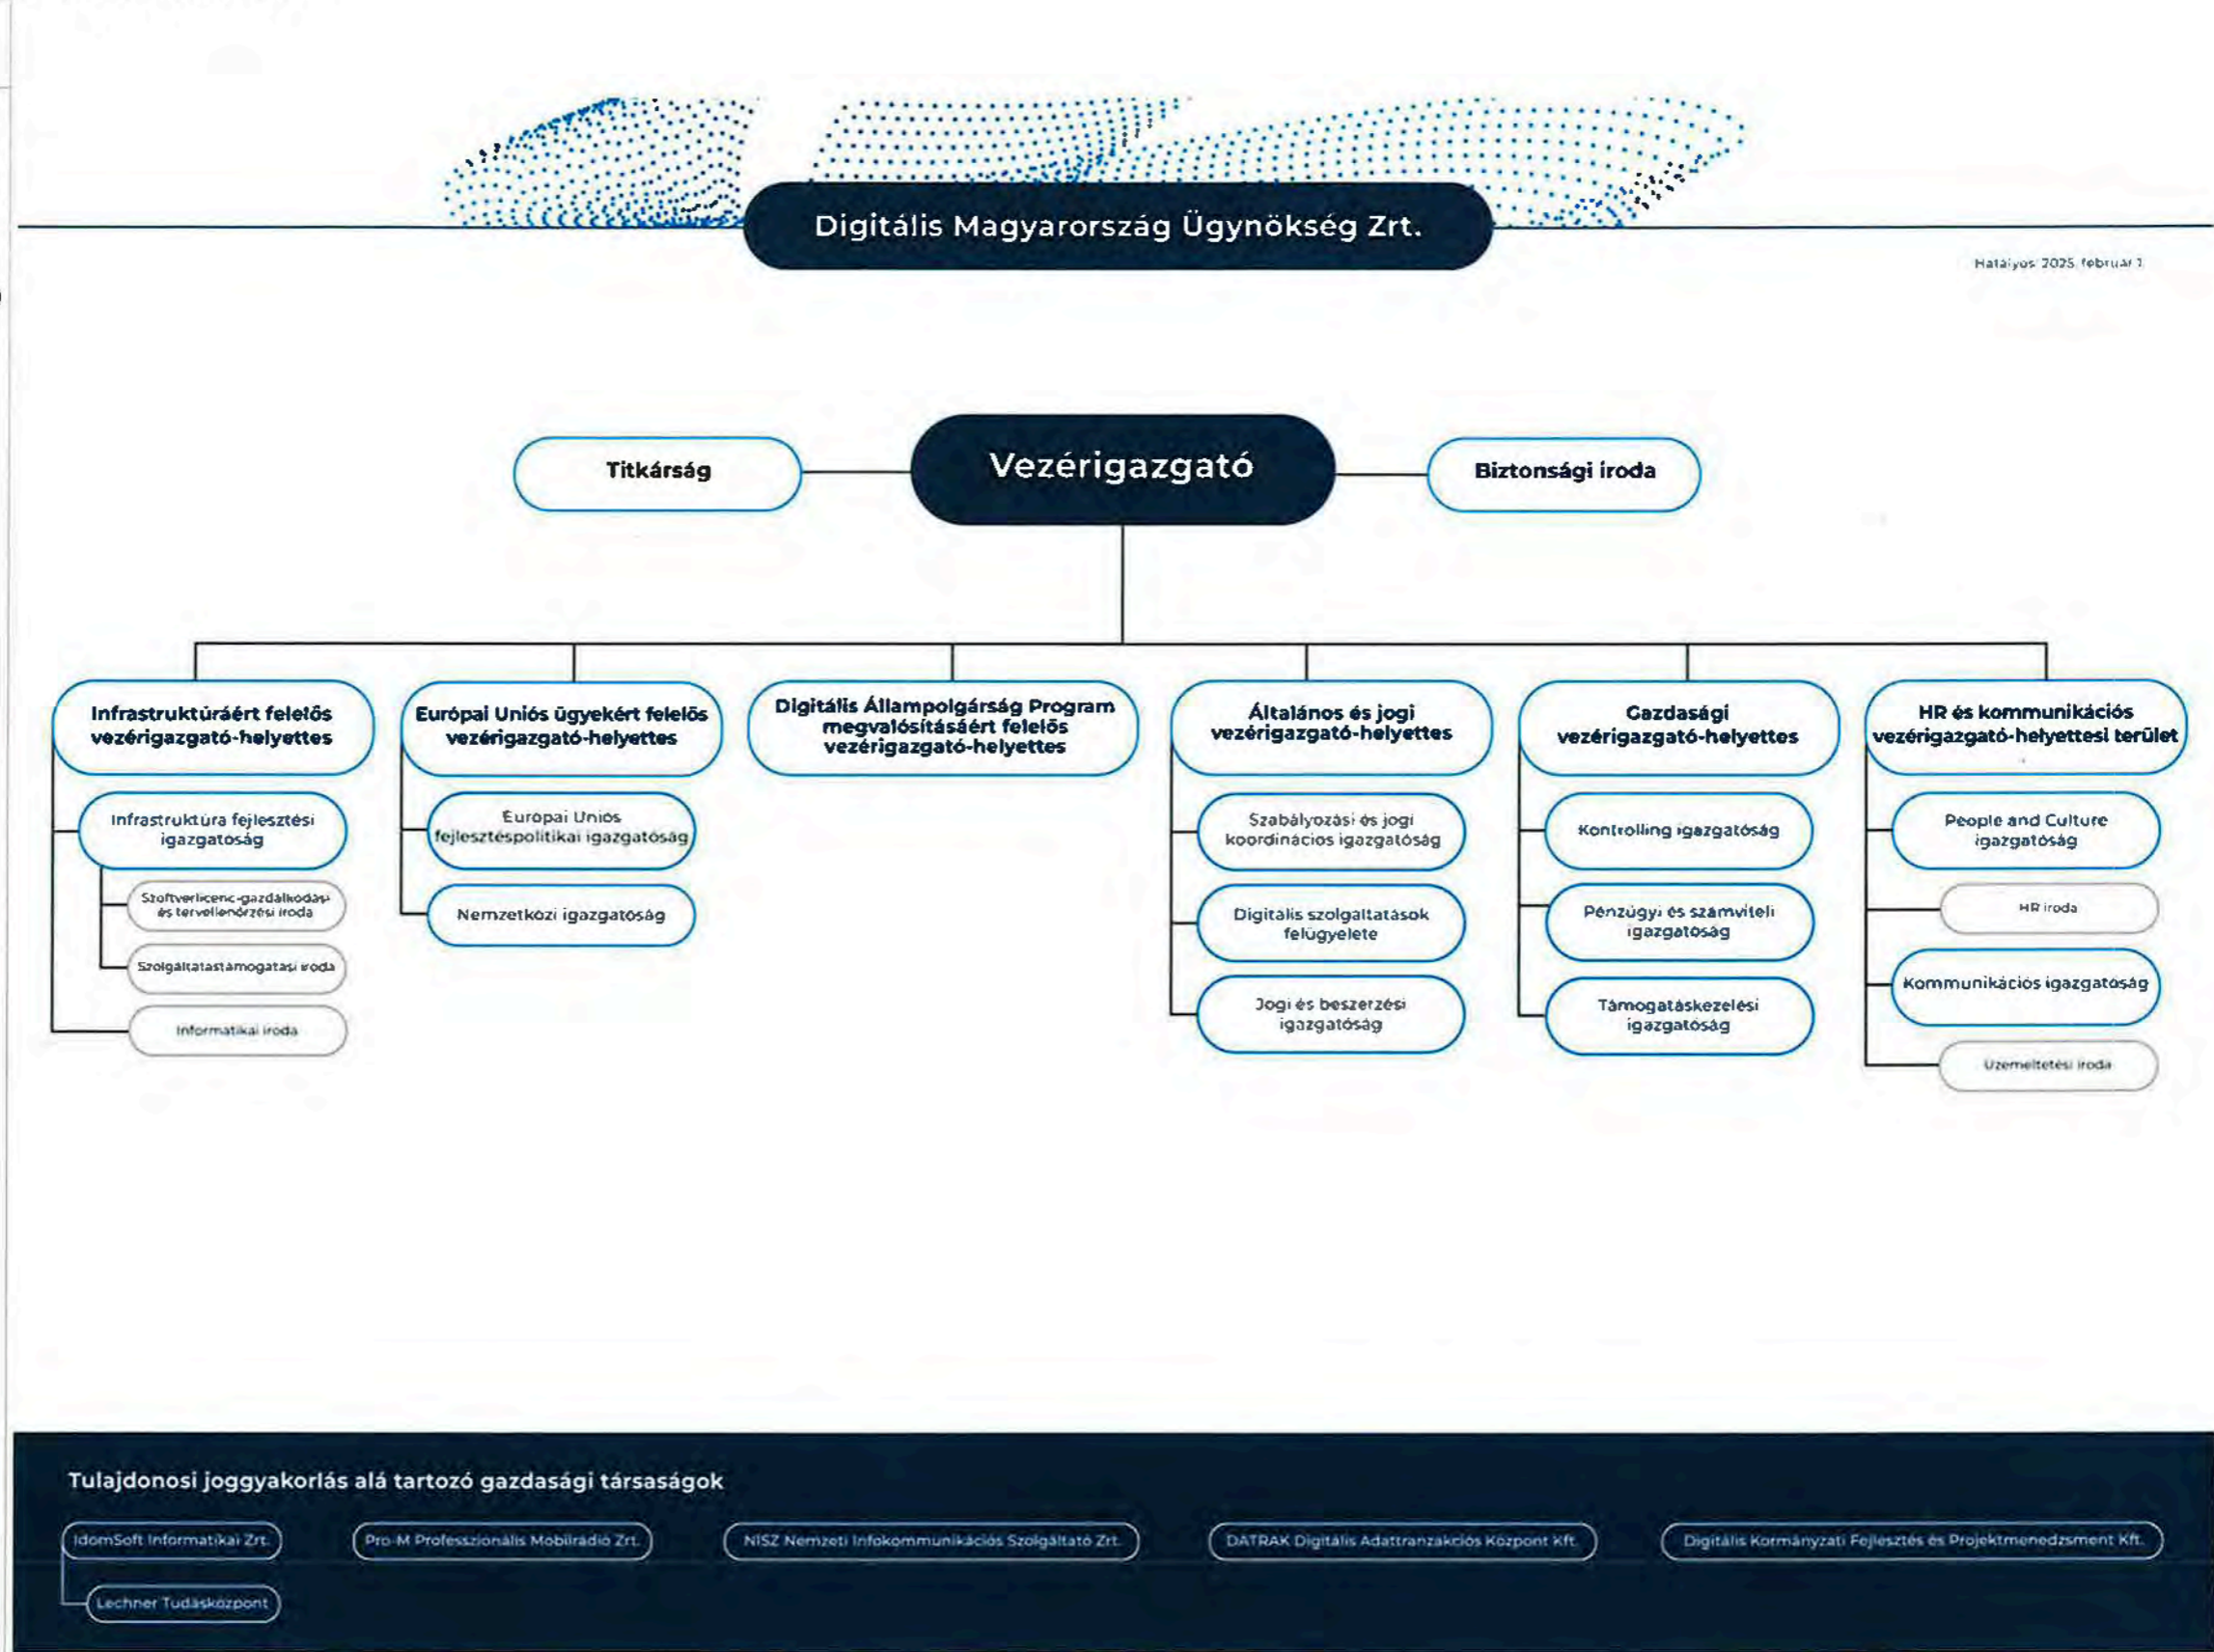 Digitális Magyarország Ügynökség Zrt.
Hatályos: 2025. február 1.
Titkárság
Vezérigazgató
Biztonsági iroda
Infrastruktúráért felelős
vezérigazgató-helyettes
Infrastruktúra fejlesztési
igazgatóság
Szoftverlicenc-gazdálkodási
és tervellenőrzési iroda
Szolgáltatástámogatási iroda
Informatikai iroda
Európai Uniós ügyekért felelős
vezérigazgató-helyettes
Európai Uniós
fejlesztéspolitikai igazgatóság
Nemzetközi igazgatóság
Digitális Állampolgárság Program
megvalósításáért felelős
vezérigazgató-helyettes
Általános és jogi
vezérigazgató-helyettes
Szabályozási és jogi
koordinációs igazgatóság
Digitális szolgáltatások
felügyelete
Jogi és beszerzési
igazgatóság
Gazdasági
vezérigazgató-helyettes
Kontrolling igazgatóság
Pénzügyi és számviteli
igazgatóság
Támogatáskezelési
igazgatóság
HR és kommunikációs
vezérigazgató-helyettesi terület
People and Culture
igazgatóság
HR iroda
Kommunikációs igazgatóság
Üzemeltetési iroda
Tulajdonosi joggyakorlás alá tartozó gazdasági társaságok
IdomSoft Informatikai Zrt.
Pro-M Professzionális Mobilrádió Zrt.
NISZ Nemzeti Infokommunikációs Szolgáltató Zrt.
DATRAK Digitális Adattranzakciós Központ Kft.
Digitális Kormányzati Fejlesztés és Projektmenedzsment Kft.
Lechner Tudásközpont